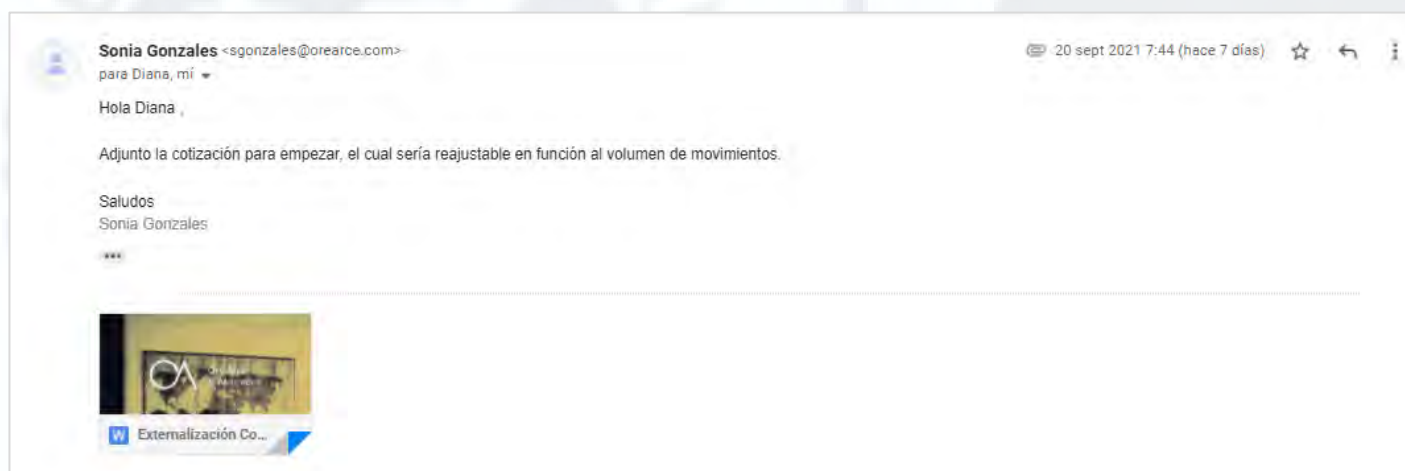 Sonia Gonzales <sgonzales@orearce.com>
20 sept 2021 7:44 (hace 7 días)
para Diana, mí
Hola Diana ,
Adjunto la cotización para empezar, el cual sería reajustable en función al volumen de movimientos.
Saludos
Sonia Gonzales
•••
OA
W Externalización Co...